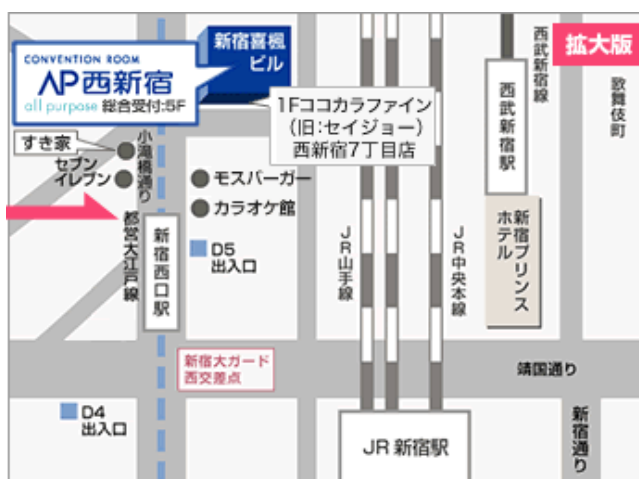 CONVENTION ROOM
AP西新宿
all purpose 総合受付:5F
新宿喜楓
ビル
拡大版
西武新宿線
歌舞伎町
西武新宿駅
1Fココカラファイン
(旧:セイジョー)
西新宿7丁目店
すき家
セブン
イレブン
小滝橋通り
モスバーガー
カラオケ館
都営大江戸線
新宿西口駅
D5
出入口
JR山手線
JR中央本線
新宿プリンス
ホテル
新宿大ガード
西交差点
靖国通り
D4
出入口
JR 新宿駅
新宿通り